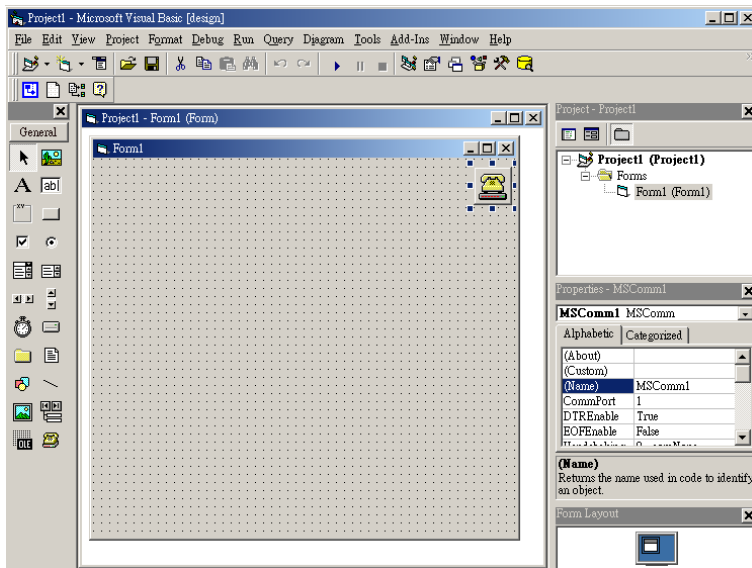 Project1 - Microsoft Visual Basic [design]
File Edit View Project Format Debug Run Query Diagram Tools Add-Ins Window Help
General
A ab|
xv
OLE
Project1 - Form1 (Form)
Form1
Project - Project1
Project1 (Project1)
Forms
Form1 (Form1)
Properties - MSComm1
MSComm1 MSComm
Alphabetic Categorized
(About)
(Custom)
(Name) MSComm1
CommPort 1
DTREnable True
EOFEnable False
(Name)
Returns the name used in code to identify
an object.
Form Layout